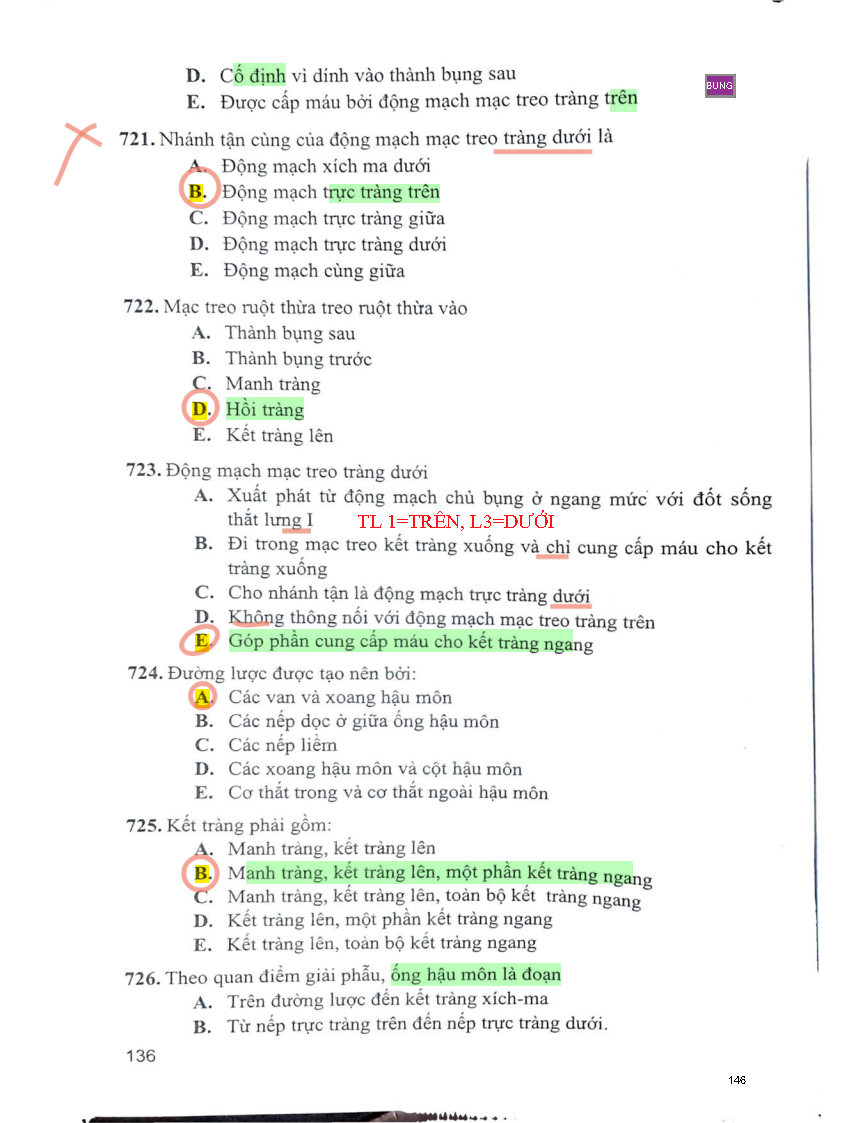 D. Cố định vì dính vào thành bụng sau
BUNG
E. Được cấp máu bởi động mạch mạc treo tràng trên
721. Nhánh tận cùng của động mạch mạc treo tràng dưới là
A. Động mạch xích ma dưới
B. Động mạch trực tràng trên
C. Động mạch trực tràng giữa
D. Động mạch trực tràng dưới
E. Động mạch cùng giữa
722. Mạc treo ruột thừa treo ruột thừa vào
A. Thành bụng sau
B. Thành bụng trước
C. Manh tràng
D. Hồi tràng
E. Kết tràng lên
723. Động mạch mạc treo tràng dưới
A. Xuất phát từ động mạch chủ bụng ở ngang mức với đốt sống
thắt lưng I TL 1=TRÊN, L3=DƯỚI
B. Đi trong mạc treo kết tràng xuống và chỉ cung cấp máu cho kết
tràng xuống
C. Cho nhánh tận là động mạch trực tràng dưới
D. Không thông nối với động mạch mạc treo tràng trên
E. Góp phần cung cấp máu cho kết tràng ngang
724. Đường lược được tạo nên bởi:
A. Các van và xoang hậu môn
B. Các nếp dọc ở giữa ống hậu môn
C. Các nếp liềm
D. Các xoang hậu môn và cột hậu môn
E. Cơ thắt trong và cơ thắt ngoài hậu môn
725. Kết tràng phải gồm:
A. Manh tràng, kết tràng lên
B. Manh tràng, kết tràng lên, một phần kết tràng ngang
C. Manh tràng, kết tràng lên, toàn bộ kết tràng ngang
D. Kết tràng lên, một phần kết tràng ngang
E. Kết tràng lên, toàn bộ kết tràng ngang
726. Theo quan điểm giải phẫu, ống hậu môn là đoạn
A. Trên đường lược đến kết tràng xích-ma
B. Từ nếp trực tràng trên đến nếp trực tràng dưới.
136
146